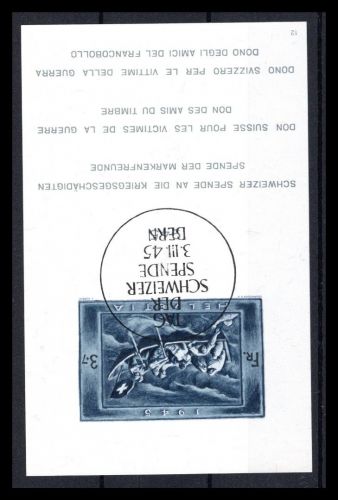 1945
FR. 3.-
HELVETIA
TAG
DER
SCHWEIZER
SPENDE
3.III.45
BERN
SCHWEIZER SPENDE AN DIE KRIEGSGESCHÄDIGTEN
SPENDE DER MARKENFREUNDE
DON SUISSE POUR LES VICTIMES DE LA GUERRE
DON DES AMIS DU TIMBRE
DONO SVIZZERO PER LE VITTIME DELLA GUERRA
DONO DEGLI AMICI DEL FRANCOBOLLO
12